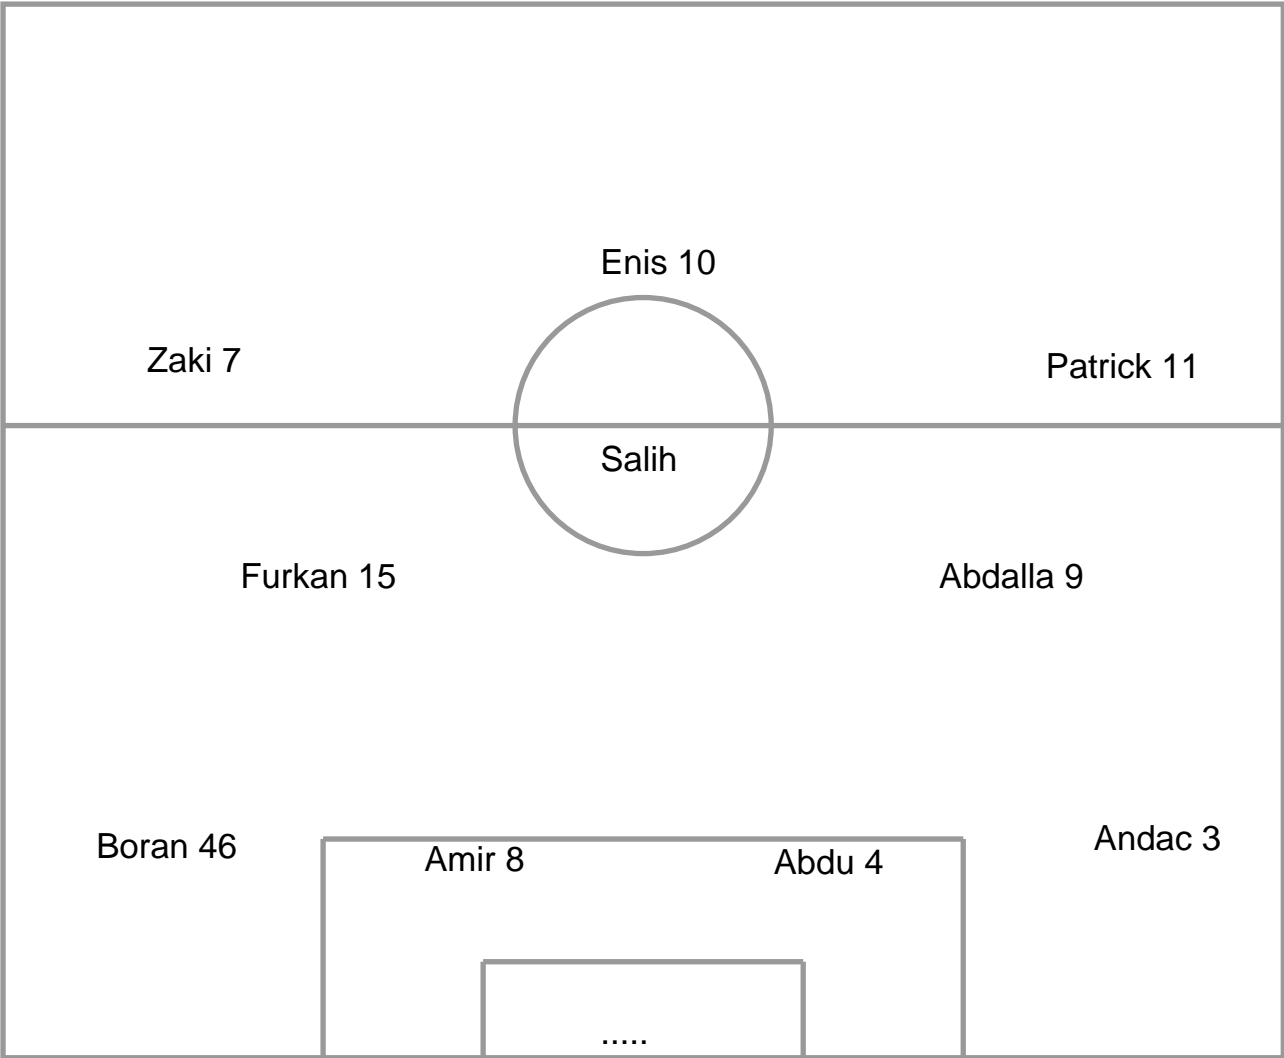 Enis 10
Zaki 7
Patrick 11
Salih
Furkan 15
Abdalla 9
Boran 46
Amir 8
Abdu 4
Andac 3
.....